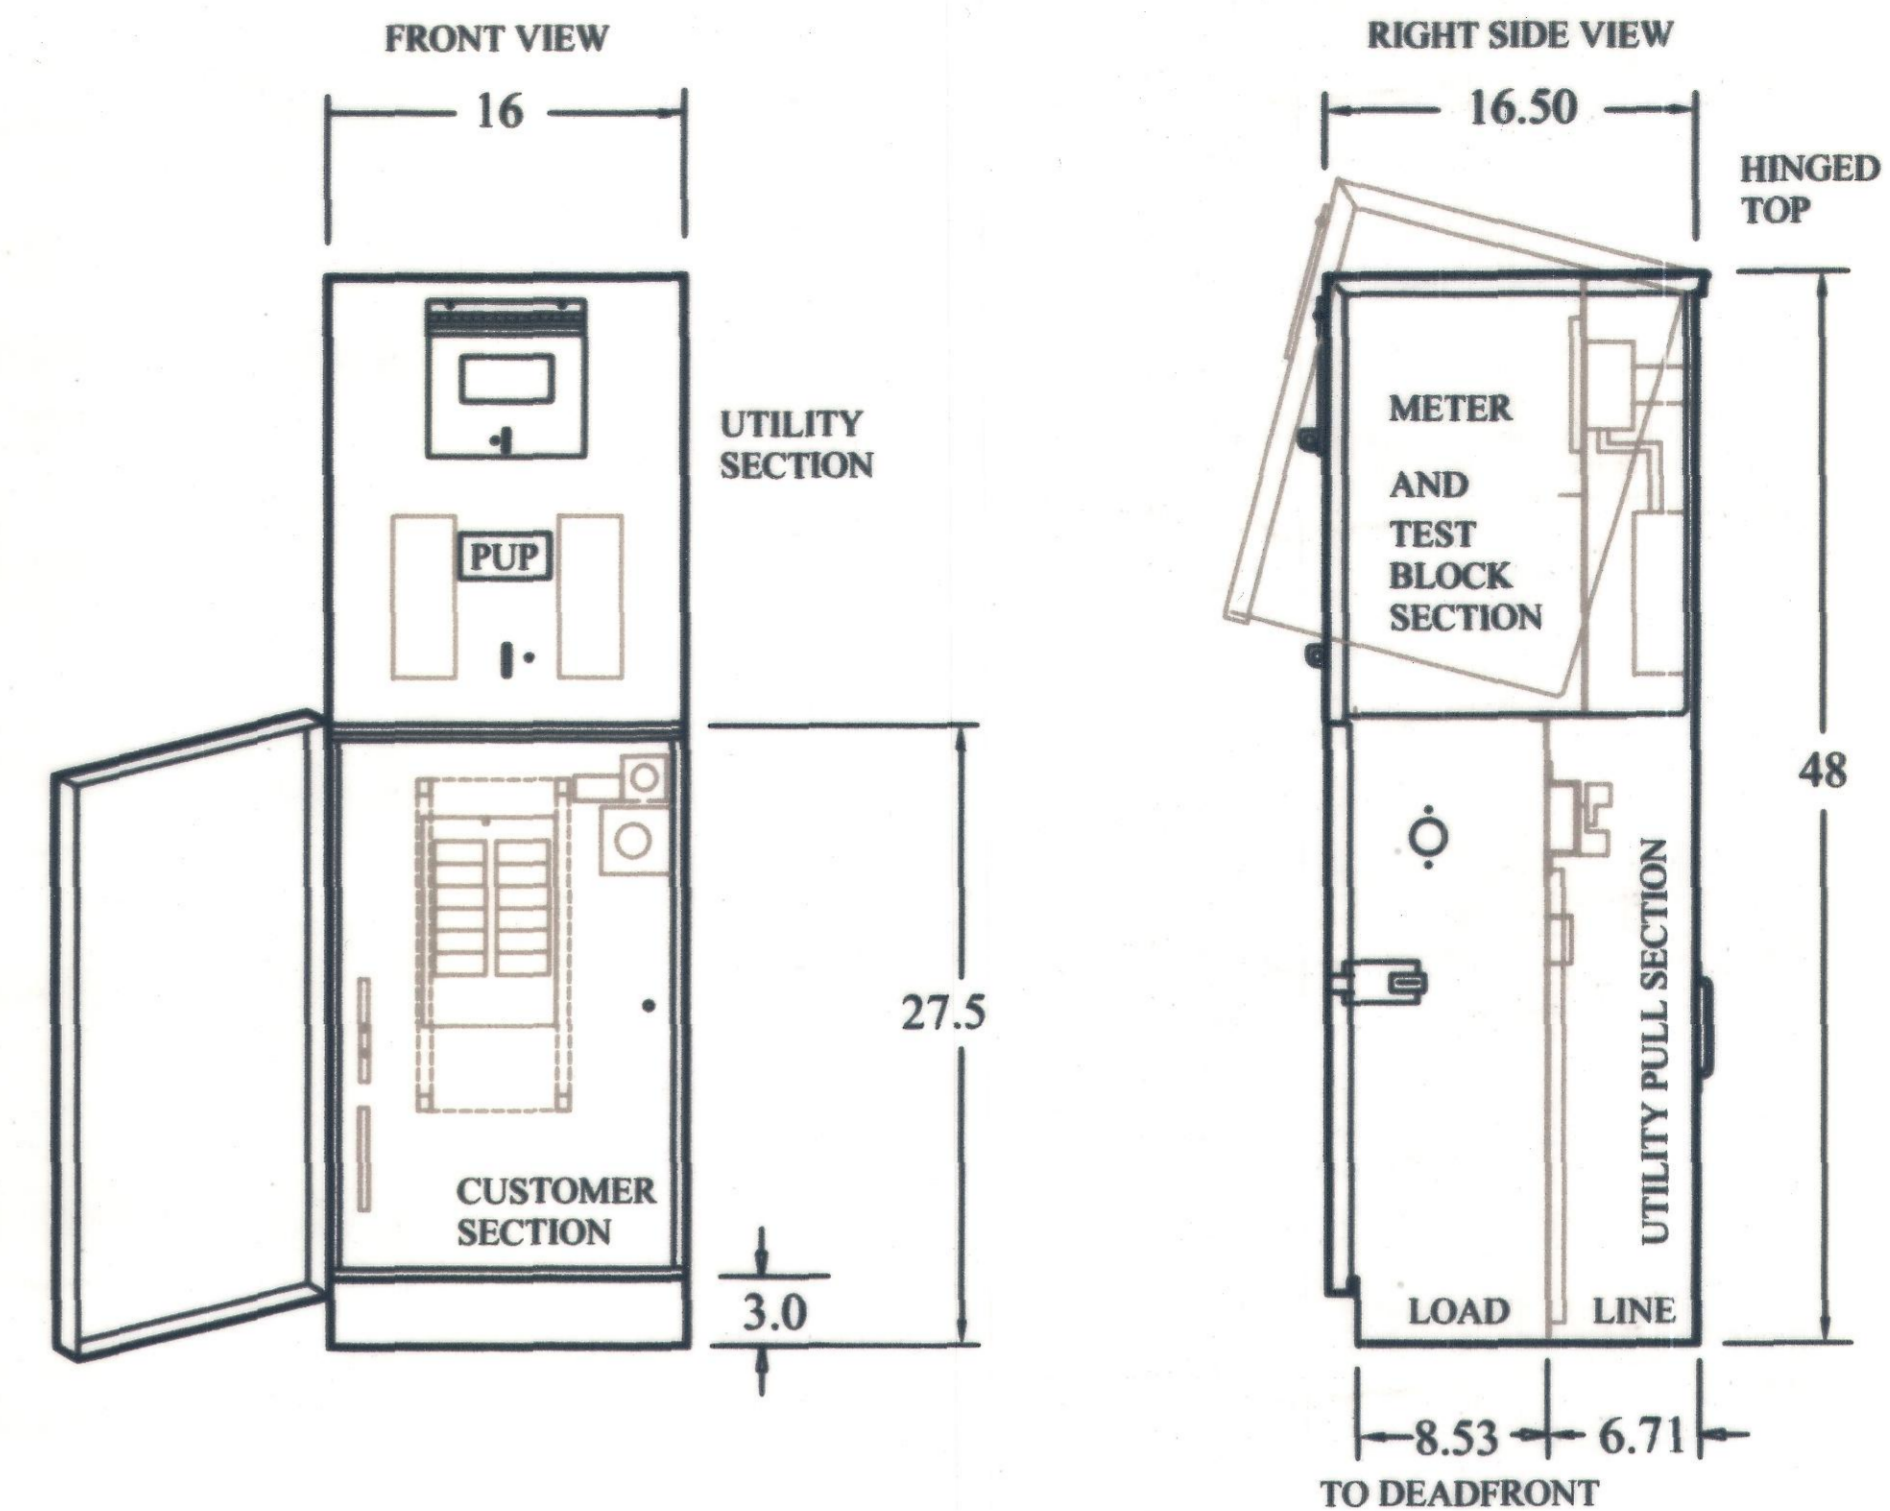 FRONT VIEW
16
UTILITY
SECTION
PUP
CUSTOMER
SECTION
27.5
3.0
RIGHT SIDE VIEW
16.50
HINGED
TOP
METER
AND
TEST
BLOCK
SECTION
48
UTILITY PULL SECTION
LOAD
LINE
8.53
6.71
TO DEADFRONT